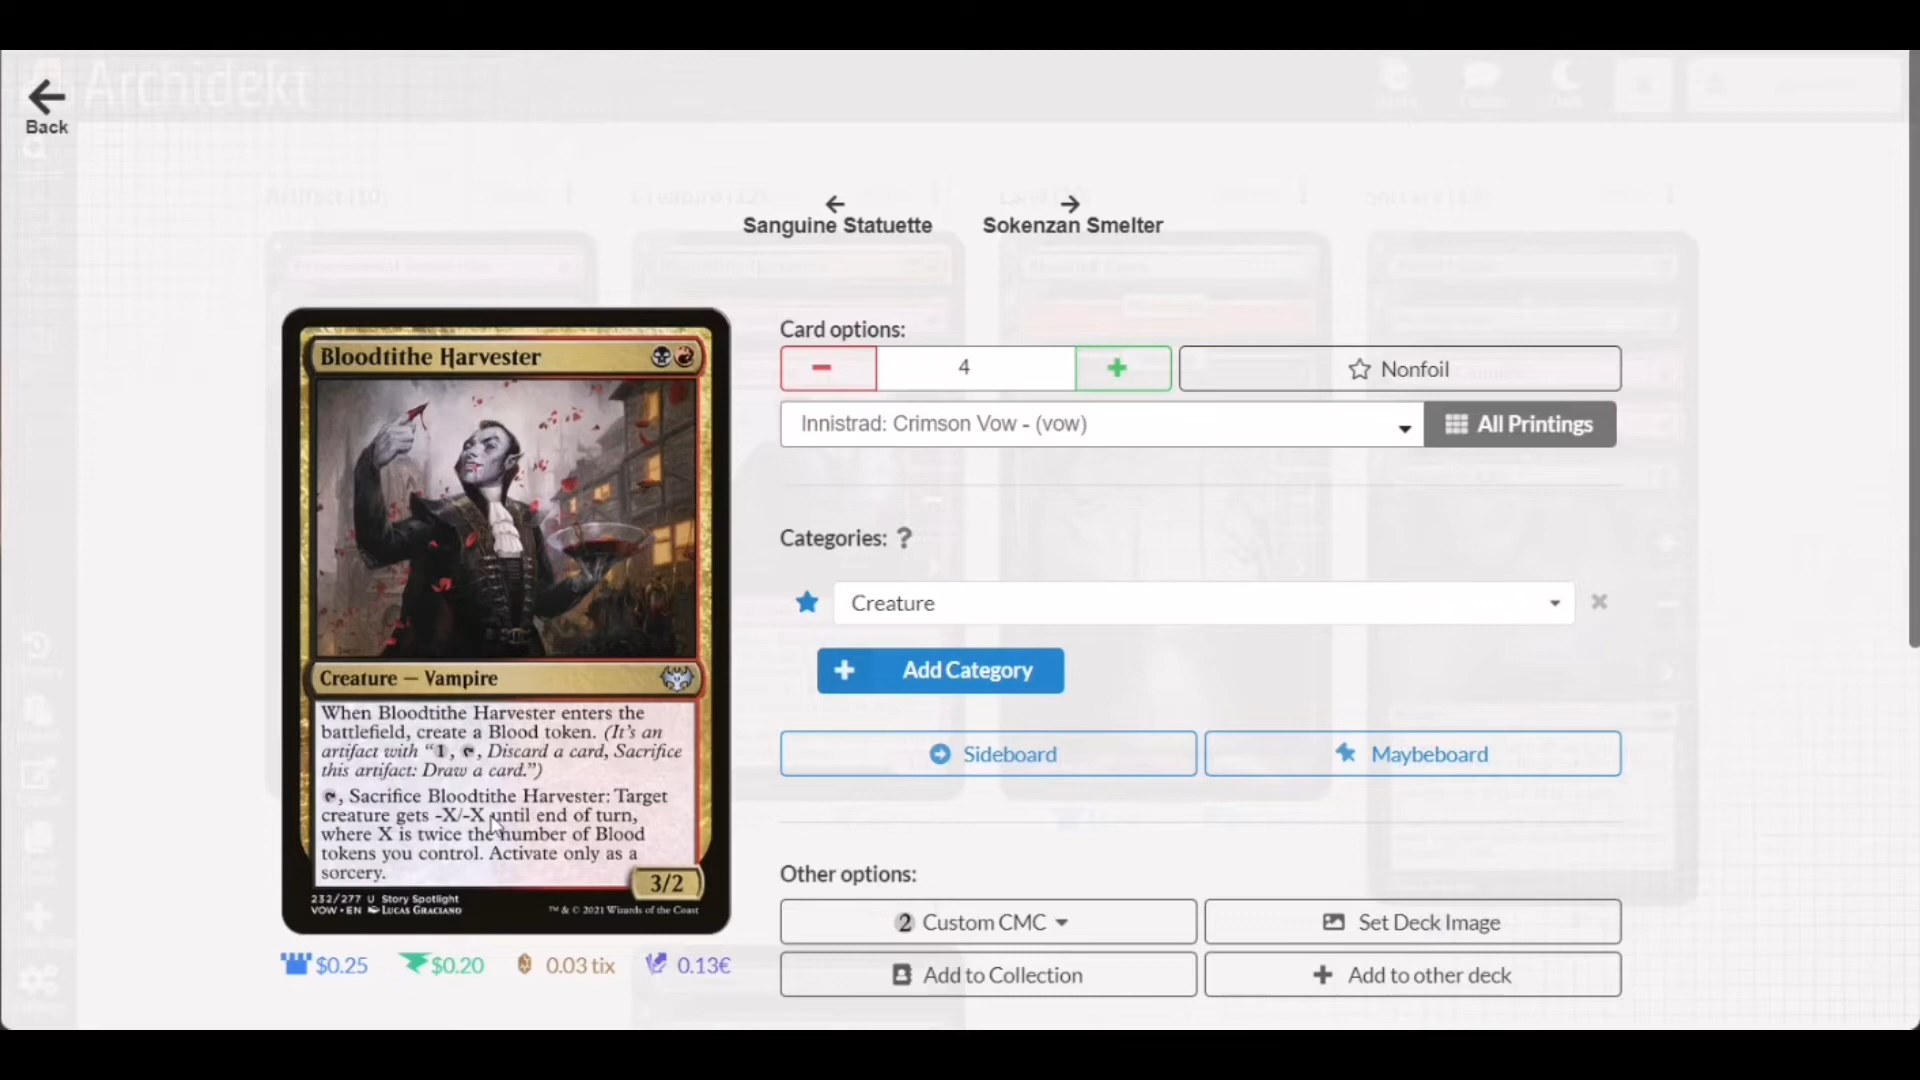 Archidekt
Back
Artifact (10)
Sanguine Statuette
Sokenzan Smelter
Bloodtithe Harvester
Creature — Vampire
When Bloodtithe Harvester enters the
battlefield, create a Blood token. (It's an
artifact with “1, , Discard a card, Sacrifice
this artifact: Draw a card.”)
, Sacrifice Bloodtithe Harvester: Target
creature gets -X/-X until end of turn,
where X is twice the number of Blood
tokens you control. Activate only as a
sorcery.
3/2
232/277 U Story Spotlight
VOW • EN Lucas Graciano
™ & © 2021 Wizards of the Coast
$0.25 $0.20 0.03 tix 0.13€
Card options:
4
Nonfoil
Innistrad: Crimson Vow - (vow)
All Printings
Categories: ?
Creature
Add Category
Sideboard
Maybeboard
Other options:
2 Custom CMC
Set Deck Image
Add to Collection
Add to other deck